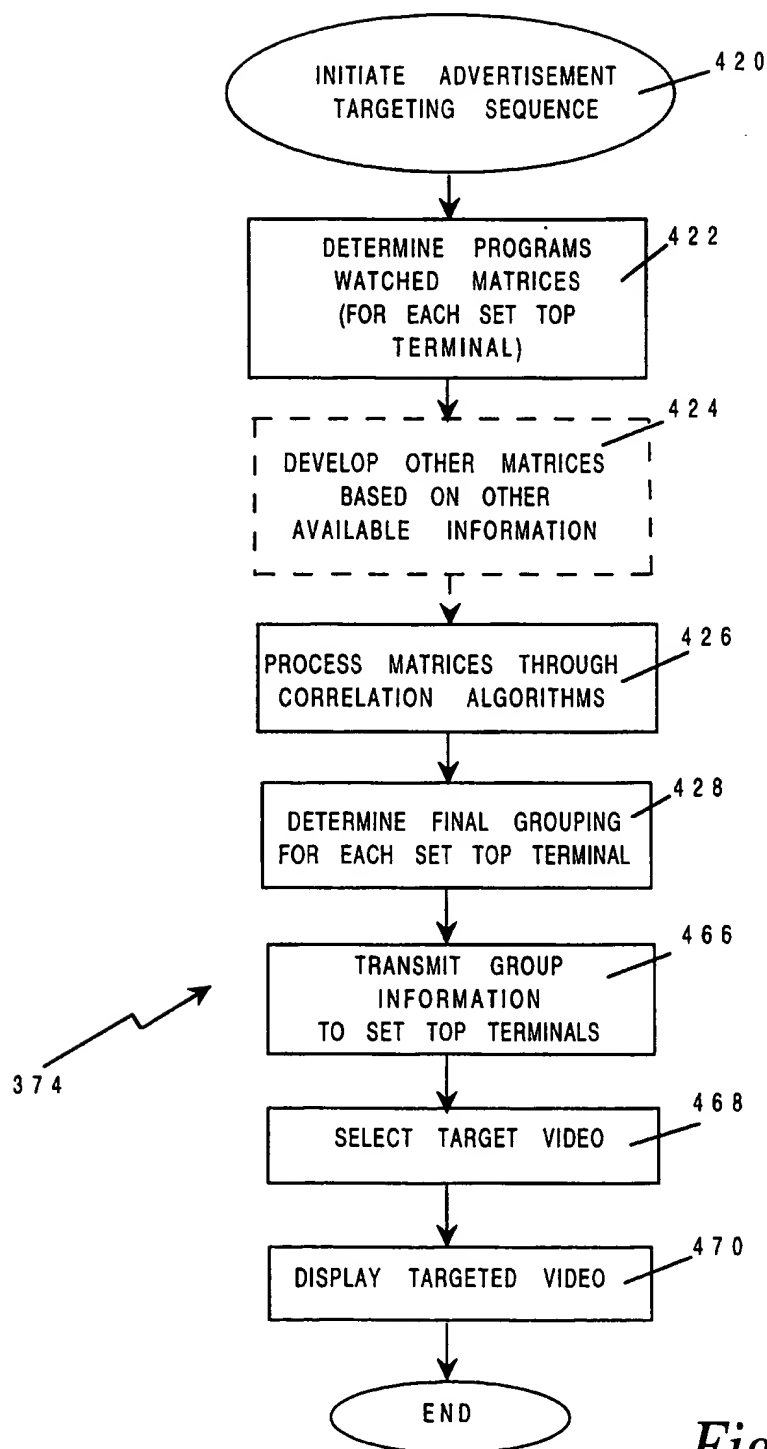 INITIATE ADVERTISEMENT
TARGETING SEQUENCE
420
DETERMINE PROGRAMS
WATCHED MATRICES
(FOR EACH SET TOP
TERMINAL)
422
DEVELOP OTHER MATRICES
BASED ON OTHER
AVAILABLE INFORMATION
424
PROCESS MATRICES THROUGH
CORRELATION ALGORITHMS
426
DETERMINE FINAL GROUPING
FOR EACH SET TOP TERMINAL
428
TRANSMIT GROUP
INFORMATION
TO SET TOP TERMINALS
466
374
SELECT TARGET VIDEO
468
DISPLAY TARGETED VIDEO
470
END